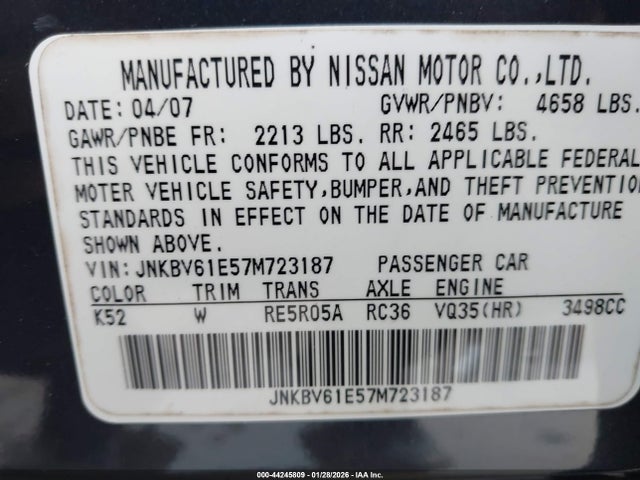 MANUFACTURED BY NISSAN MOTOR CO.,LTD.
DATE: 04/07 GVWR/PNBV: 4658 LBS.
GAWR/PNBE FR: 2213 LBS. RR: 2465 LBS.
THIS VEHICLE CONFORMS TO ALL APPLICABLE FEDERAL
MOTER VEHICLE SAFETY,BUMPER,AND THEFT PREVENTION
STANDARDS IN EFFECT ON THE DATE OF MANUFACTURE
SHOWN ABOVE.
VIN: JNKBV61E57M723187 PASSENGER CAR
COLOR TRIM TRANS AXLE ENGINE
K52 W RE5R05A RC36 VQ35(HR) 3498CC
JNKBV61E57M723187
000-44245809 - 01/28/2026 - IAA Inc.